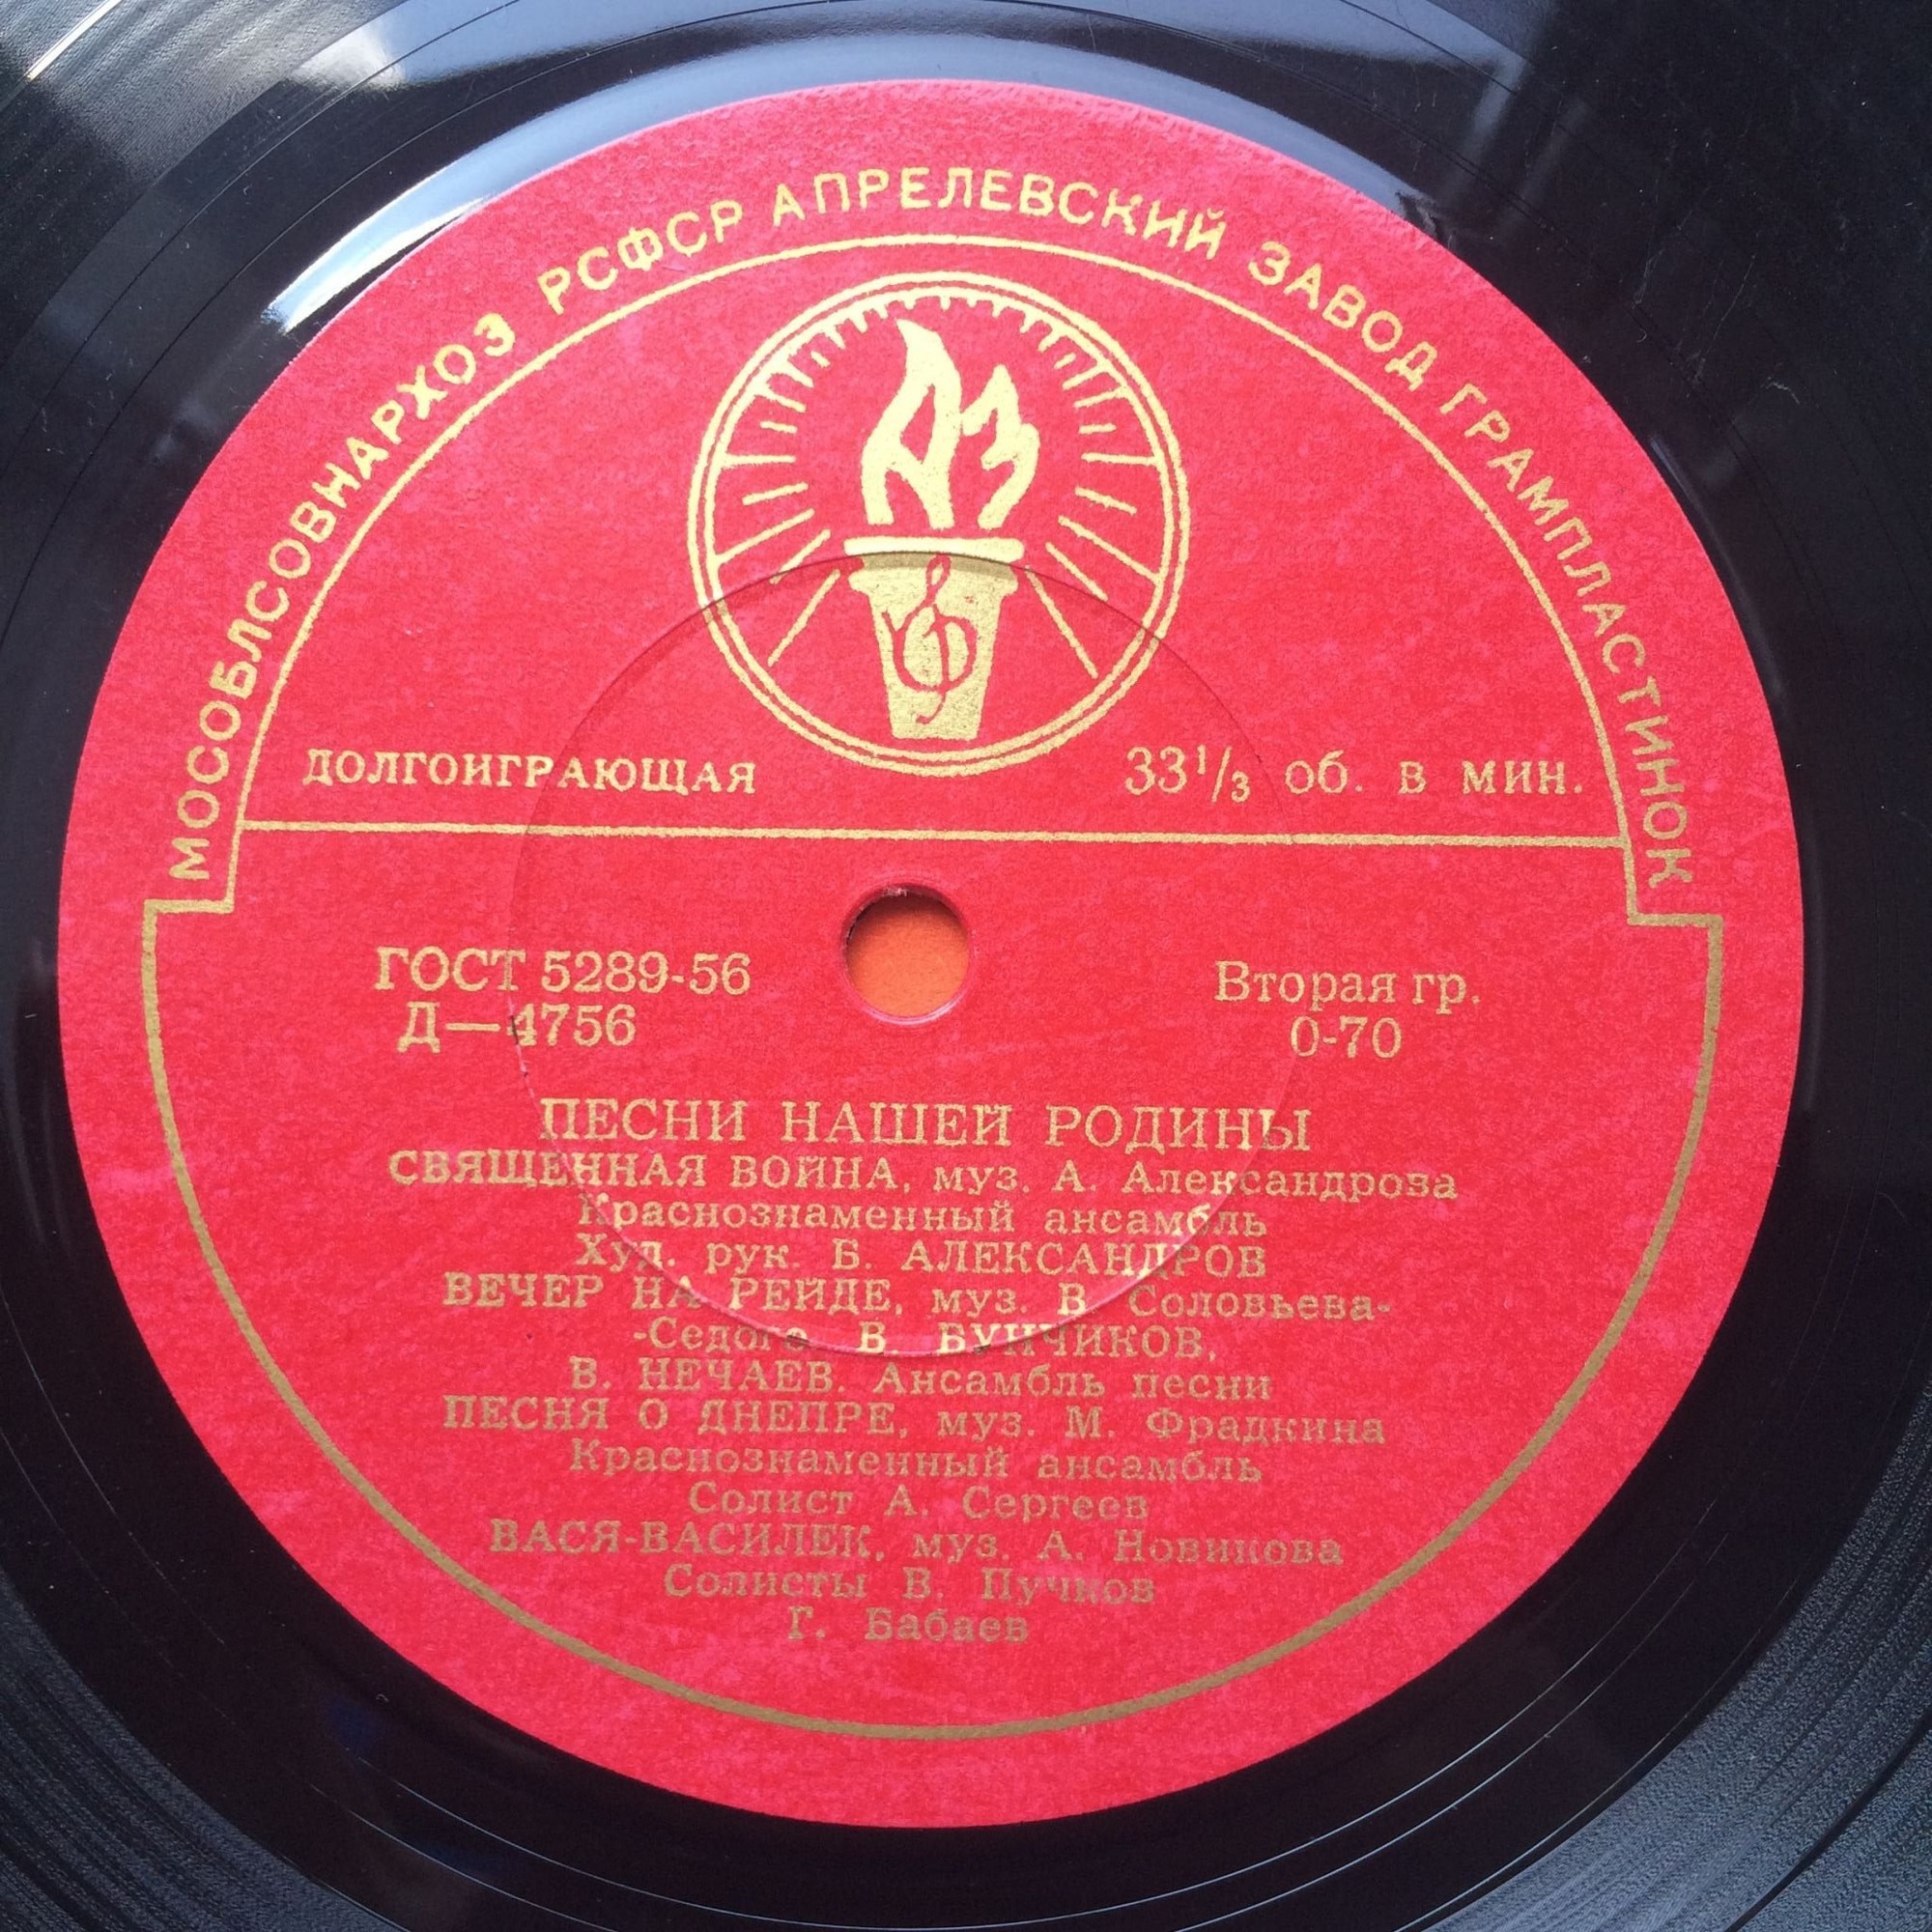 МОСОБЛСОВНАРХОЗ РСФСР АПРЕЛЕВСКИЙ ЗАВОД ГРАМПЛАСТИНОК
АЗ
ДОЛГОИГРАЮЩАЯ 33 1/3 об. в мин.
ГОСТ 5289-56 Вторая гр.
Д—4756 0-70
ПЕСНИ НАШЕЙ РОДИНЫ
СВЯЩЕННАЯ ВОЙНА, муз. А. Александрова
Краснознаменный ансамбль
Худ. рук. Б. АЛЕКСАНДРОВ
ВЕЧЕР НА РЕЙДЕ, муз. В. Соловьева-
-Седого В. БУНЧИКОВ,
В. НЕЧАЕВ. Ансамбль песни
ПЕСНЯ О ДНЕПРЕ, муз. М. Фрадкина
Краснознаменный ансамбль
Солист А. Сергеев
ВАСЯ-ВАСИЛЕК, муз. А. Новикова
Солисты В. Пучков
Г. Бабаев